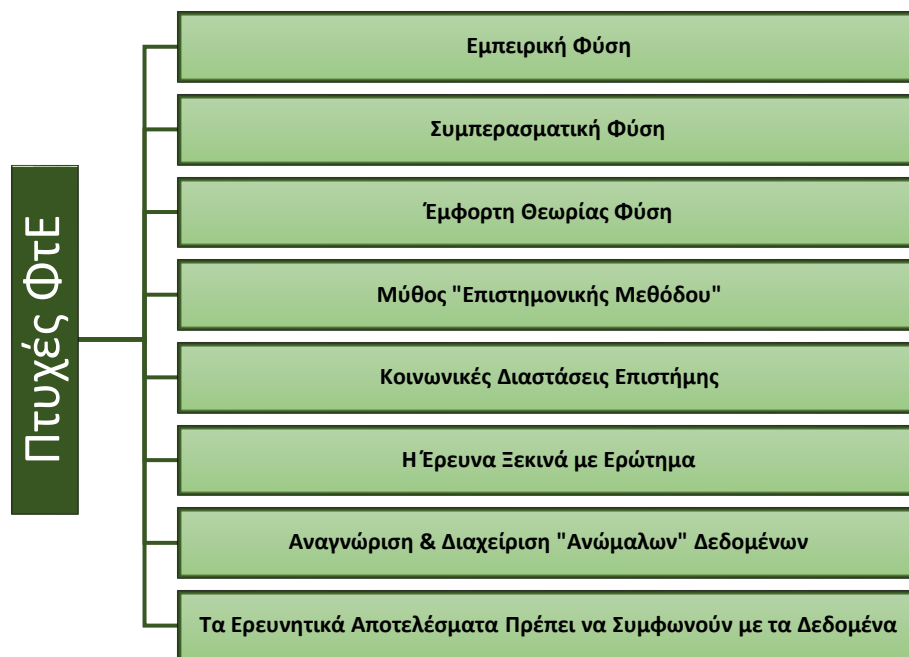 Πτυχές ΦτΕ
Εμπειρική Φύση
Συμπερασματική Φύση
Έμφορτη Θεωρίας Φύση
Μύθος "Επιστημονικής Μεθόδου"
Κοινωνικές Διαστάσεις Επιστήμης
Η Έρευνα Ξεκινά με Ερώτημα
Αναγνώριση & Διαχείριση "Ανώμαλων" Δεδομένων
Τα Ερευνητικά Αποτελέσματα Πρέπει να Συμφωνούν με τα Δεδομένα